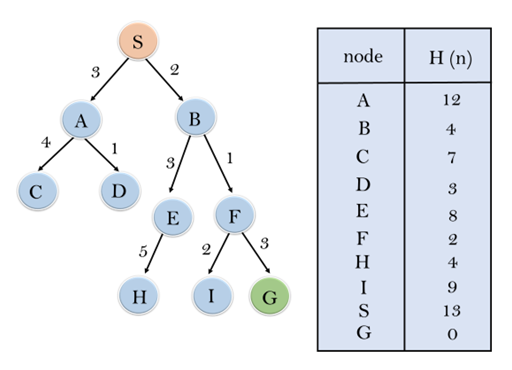 S
3 2
A B
4 1 3 1
C D E F
5 2 3
H I G
node H (n)
A 12
B 4
C 7
D 3
E 8
F 2
H 4
I 9
S 13
G 0